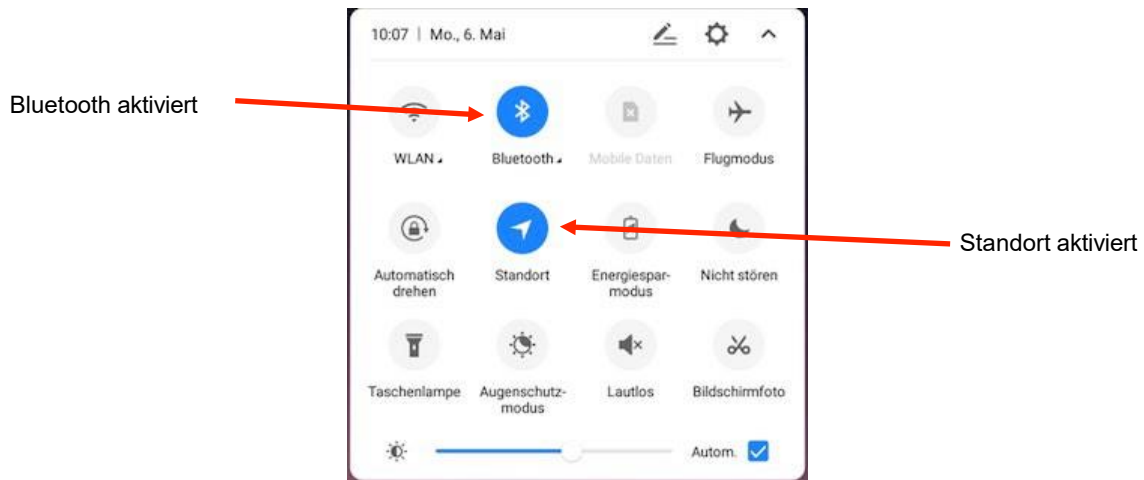 10:07 | Mo., 6. Mai
Bluetooth aktiviert
WLAN
Bluetooth
Mobile Daten
Flugmodus
Standort aktiviert
Automatisch
drehen
Standort
Energiespar-
modus
Nicht stören
Taschenlampe
Augenschutz-
modus
Lautlos
Bildschirmfoto
Autom.